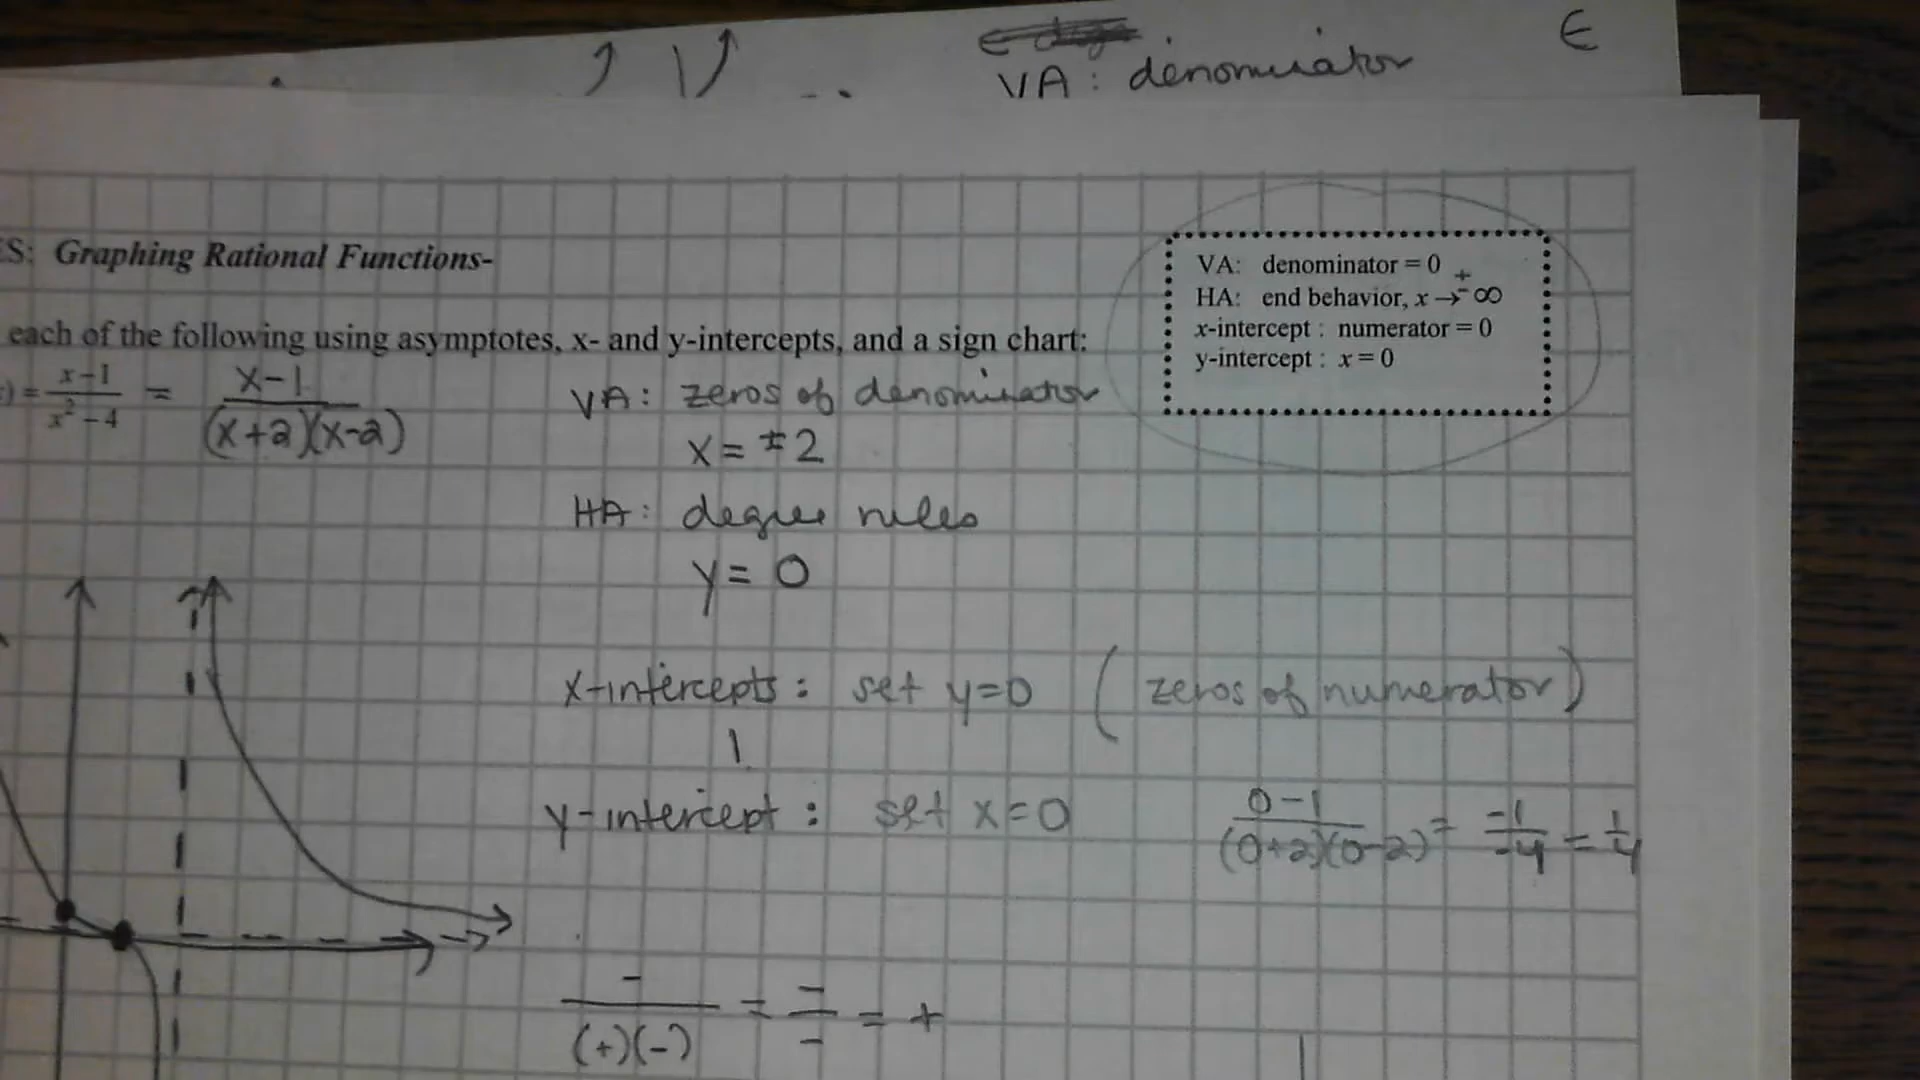 VA: denominator
E
ES: Graphing Rational Functions-
VA: denominator = 0
HA: end behavior, x → +- ∞
x-intercept : numerator = 0
y-intercept : x = 0
each of the following using asymptotes, x- and y-intercepts, and a sign chart:
) = x-1 / x² - 4 = x-1 / (x+2)(x-2)
VA: zeros of denominator
x = ±2
HA: degree rules
y = 0
x-intercepts: set y=0 (zeros of numerator)
1
y-intercept: set x=0
0-1 / (0+2)(0-2) = -1 / -4 = 1/4
- / (+)(-) = - / - = +